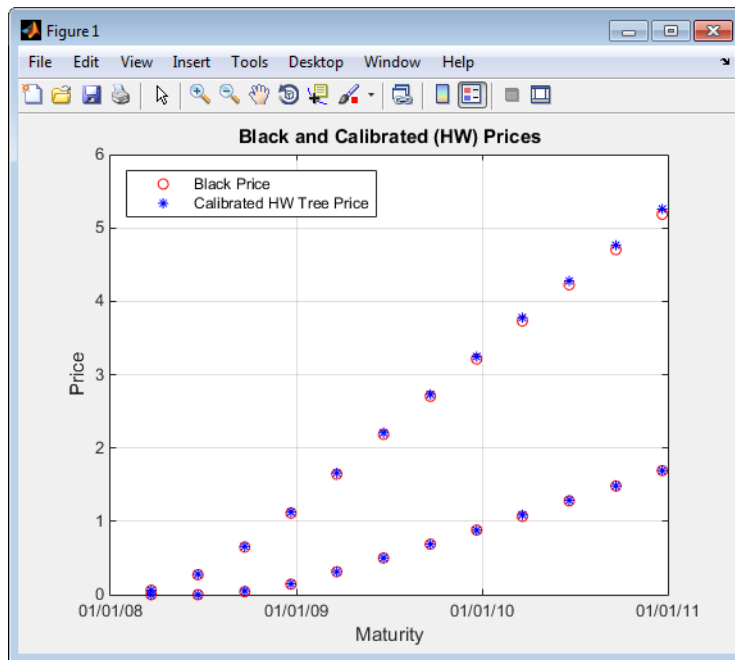 Figure 1
File Edit View Insert Tools Desktop Window Help
Black and Calibrated (HW) Prices
Black Price
Calibrated HW Tree Price
6
5
4
3
2
1
0
Price
01/01/08 01/01/09 01/01/10 01/01/11
Maturity